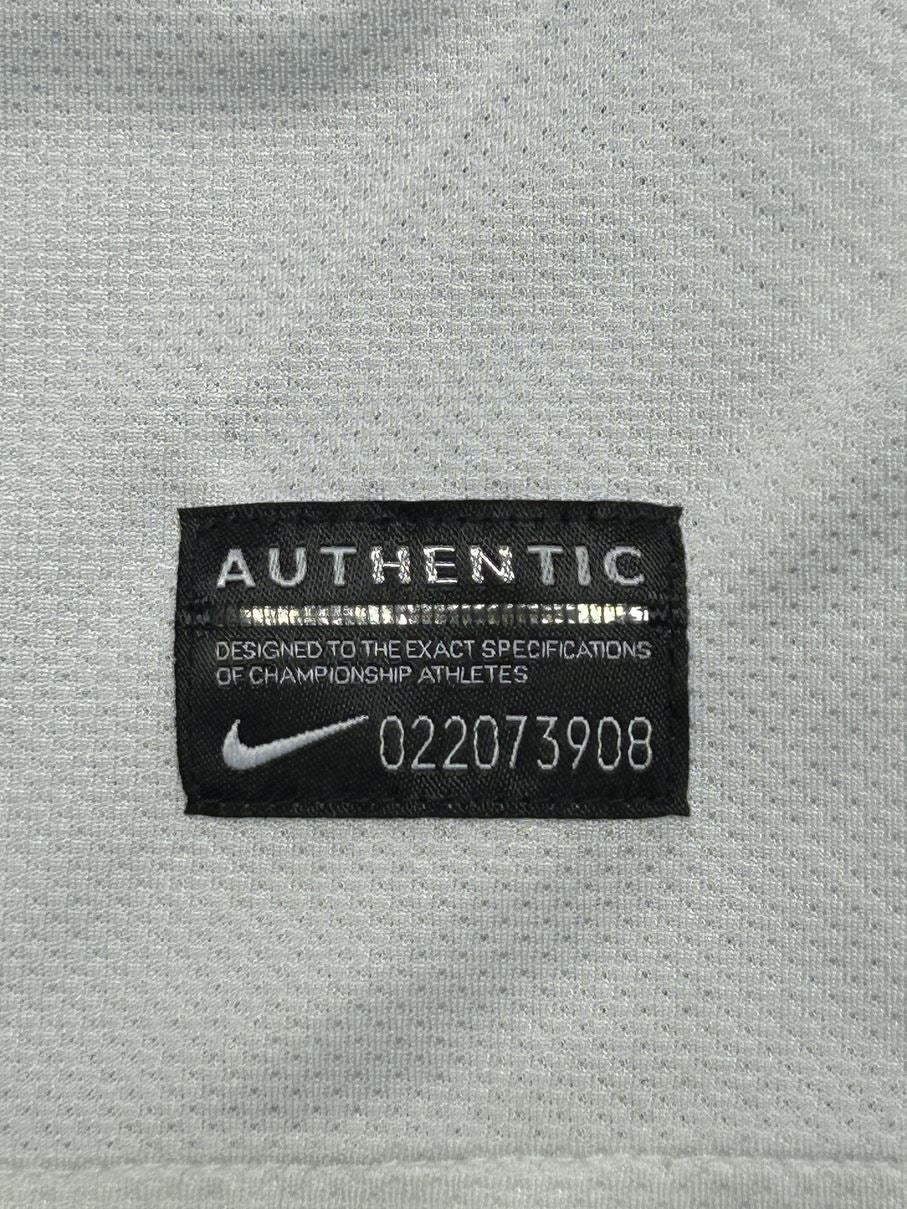 AUTHENTIC
DESIGNED TO THE EXACT SPECIFICATIONS
OF CHAMPIONSHIP ATHLETES
022073908